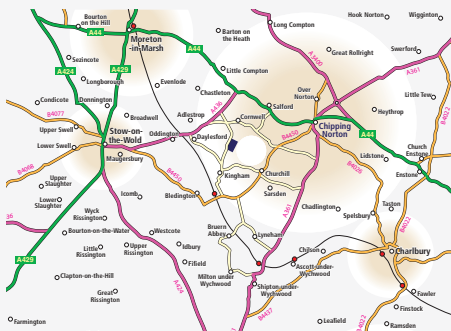 Bourton
on the Hill
A44
Moreton
-in-Marsh
Barton on
the Heath
Long Compton
Hook Norton
Wigginton
Sezincote
A44
A3400
Great Rollright
Swerford
A424
A429
Longborough
Evenlode
Little Compton
A361
Condicote
Donnington
Chastleton
Over
Norton
Little Tew
B4077
Broadwell
Adlestrop
A436
Salford
Heythrop
B4022
Upper Swell
Stow-on-
the-Wold
Oddington
Cornwell
Chipping
Norton
A44
Lower Swell
Daylesford
B4450
Maugersbury
Church
Enstone
B4068
B4450
Kingham
Churchill
B4026
Lidstone
Enstone
Upper
Slaughter
Icomb
Bledington
Sarsden
Lower
Slaughter
Wyck
Rissington
A361
Chadlington
Spelsbury
Taston
B4022
Bourton-on-the-Water
Westcote
Bruern
Abbey
Lyneham
Little
Rissington
Upper
Rissington
Idbury
Chilson
Charlbury
A429
Fifield
Ascott-under-
Wychwood
Clapton-on-the-Hill
Milton under
Wychwood
A424
Great
Rissington
Shipton under-
Wychwood
Fawler
Finstock
Farmington
B4437
Leafield
B4022
Ramsden